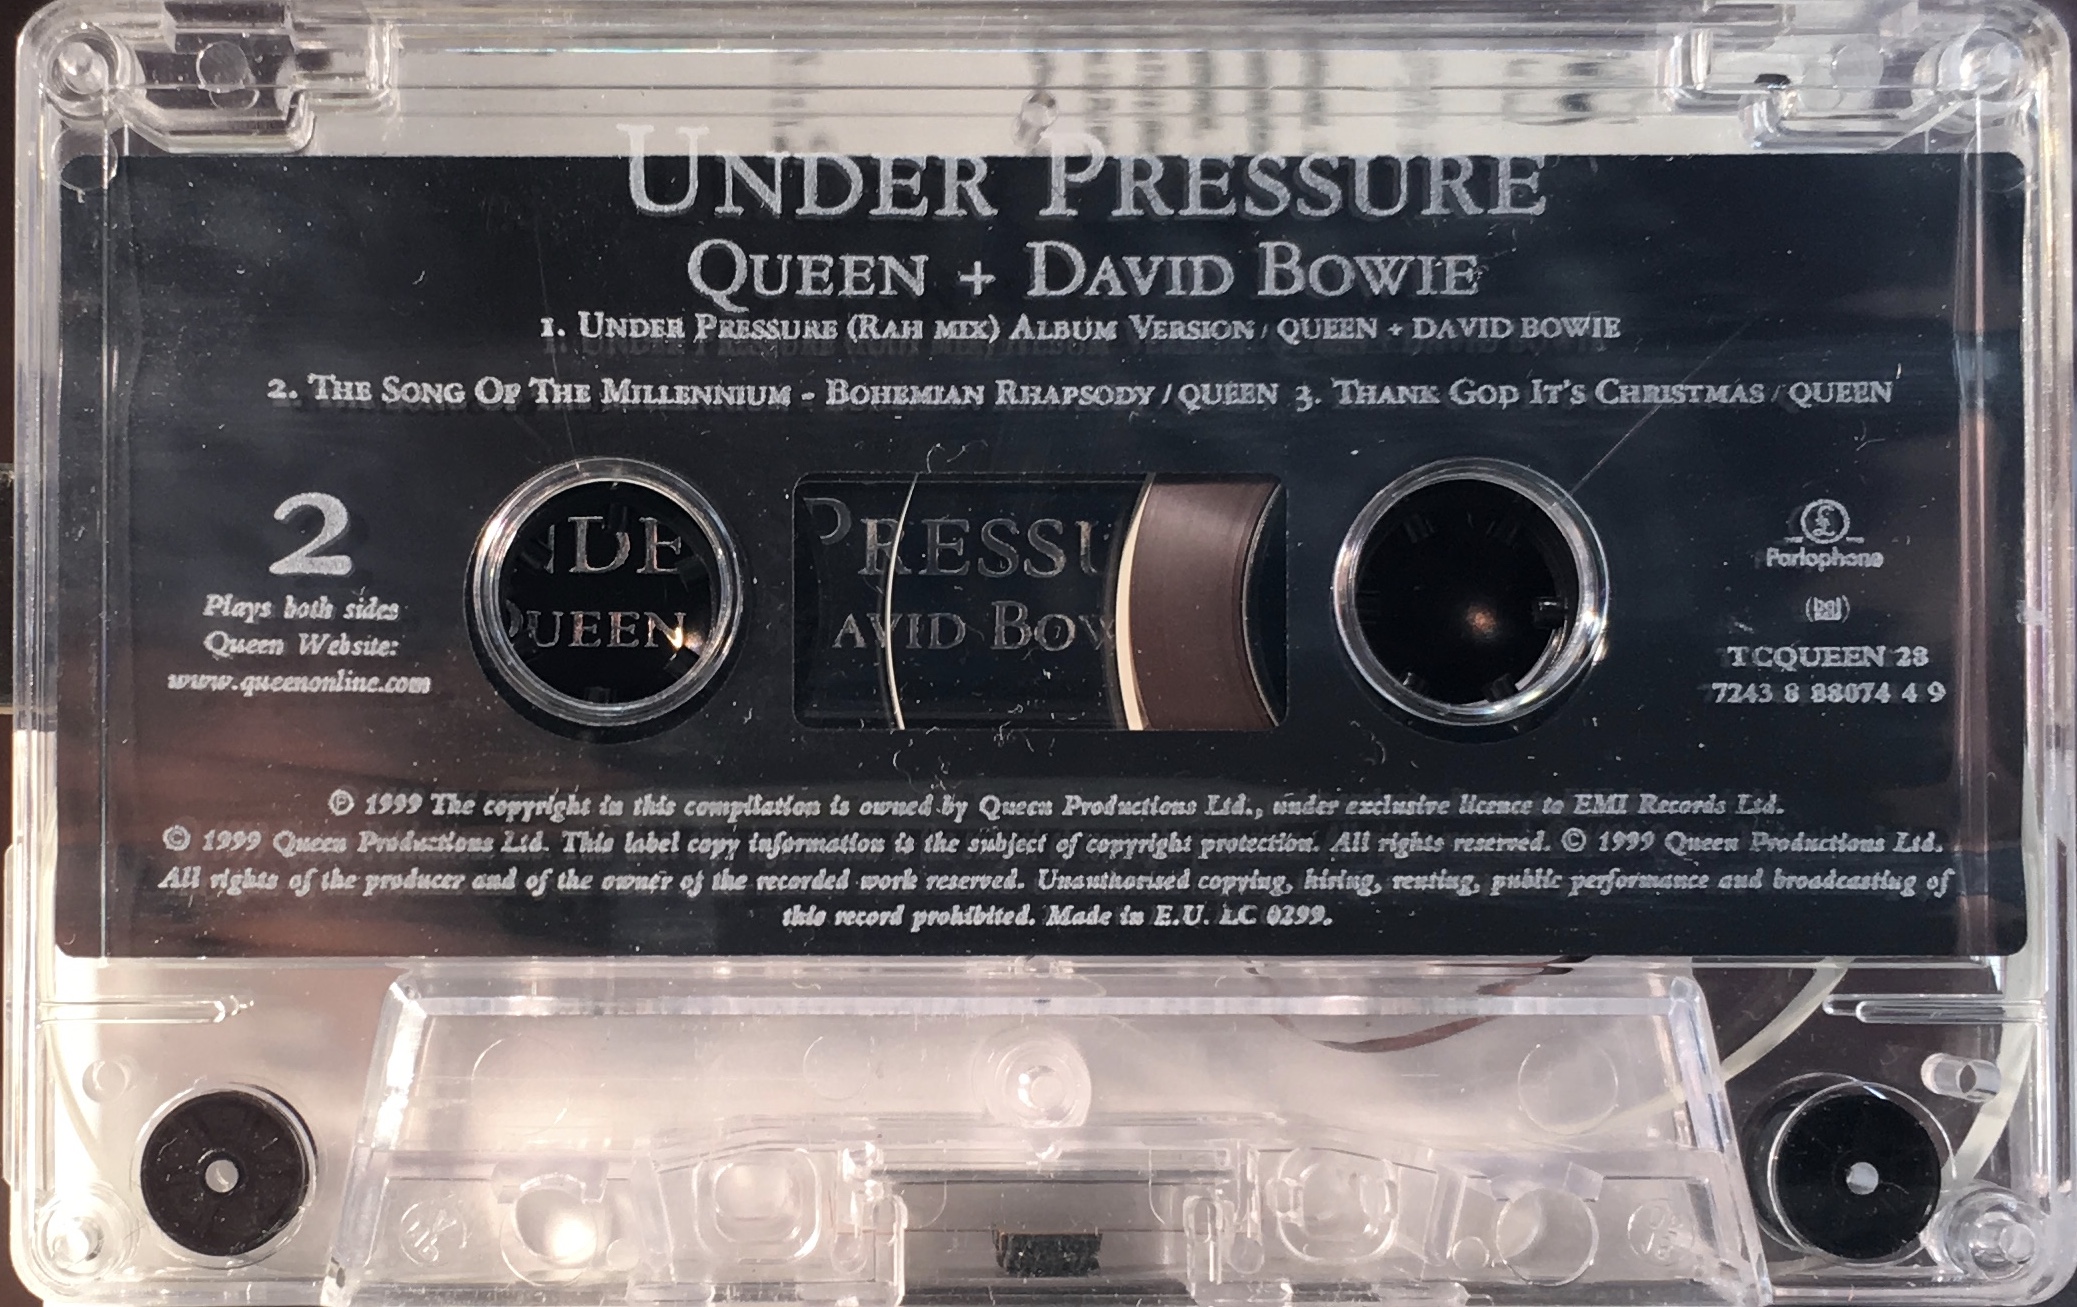 UNDER PRESSURE
QUEEN + DAVID BOWIE
1. UNDER PRESSURE (RAH MIX) ALBUM VERSION / QUEEN + DAVID BOWIE
2. THE SONG OF THE MILLENNIUM - BOHEMIAN RHAPSODY / QUEEN 3. THANK GOD IT'S CHRISTMAS / QUEEN
2
Plays both sides
Queen Website:
www.queenonline.com
NDE
QUEEN
PRESSU
AVID BOW
£
Parlophone
TCQUEEN 28
7243 8 88074 4 9
℗ 1999 The copyright in this compilation is owned by Queen Productions Ltd., under exclusive licence to EMI Records Ltd.
© 1999 Queen Productions Ltd. This label copy information is the subject of copyright protection. All rights reserved. © 1999 Queen Productions Ltd.
All rights of the producer and of the owner of the recorded work reserved. Unauthorised copying, hiring, renting, public performance and broadcasting of
this record prohibited. Made in E.U. LC 0299.